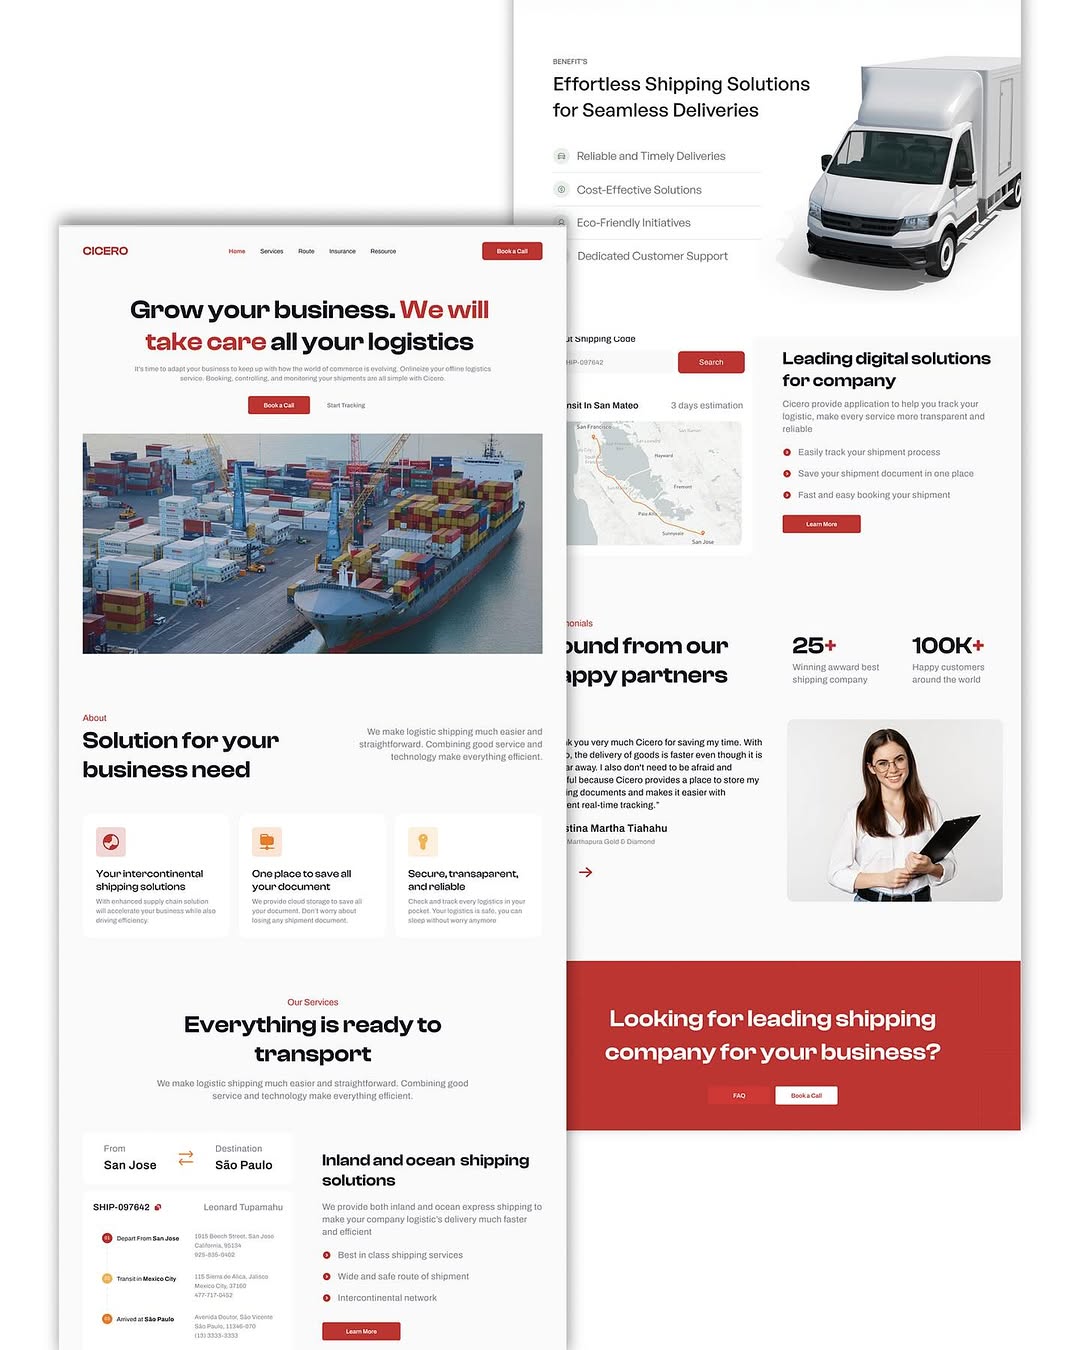 BENEFIT'S
Effortless Shipping Solutions
for Seamless Deliveries
Reliable and Timely Deliveries
Cost-Effective Solutions
Eco-Friendly Initiatives
Dedicated Customer Support
CICERO
Home Services Route Insurance Resource
Book a Call
Grow your business. We will
take care all your logistics
It's time to adapt your business to keep up with how the world of commerce is evolving. Onlineize your offline logistics
service. Booking, controlling, and monitoring your shipments are all simple with Cicero.
Book a Call
Start Tracking
About
Solution for your
business need
We make logistic shipping much easier and
straightforward. Combining good service and
technology make everything efficient.
Your intercontinental
shipping solutions
With enhanced supply chain solution
will accelerate your business while also
driving efficiency.
One place to save all
your document
We provide cloud storage to save all
your document. Don't worry about
losing any shipment document.
Secure, transaparent,
and reliable
Check and track every logistics in your
pocket. Your logistics is safe, you can
sleep without worry anymore
Our Services
Everything is ready to
transport
We make logistic shipping much easier and straightforward. Combining good
service and technology make everything efficient.
From
San Jose
Destination
São Paulo
SHIP-097642
Leonard Tupamahu
01 Depart From San Jose
1015 Beech Street, San Jose
California, 95134
925-835-0402
02 Transit in Mexico City
115 Sierra de Alica, Jalisco
Mexico City, 37160
477-717-0452
03 Arrived at São Paulo
Avenida Doutor, São Vicente
São Paulo, 11346-970
(13) 3333-3333
Inland and ocean shipping
solutions
We provide both inland and ocean express shipping to
make your company logistic's delivery much faster
and efficient
Best in class shipping services
Wide and safe route of shipment
Intercontinental network
Learn More
ut Shipping Code
HIP-097642
Search
nsit In San Mateo
3 days estimation
San Francisco
Hayward
Fremont
Palo Alto
Sunnyvale
San Jose
Leading digital solutions
for company
Cicero provide application to help you track your
logistic, make every service more transparent and
reliable
Easily track your shipment process
Save your shipment document in one place
Fast and easy booking your shipment
Learn More
monials
ound from our
appy partners
25+
Winning awward best
shipping company
100K+
Happy customers
around the world
k you very much Cicero for saving my time. With
o, the delivery of goods is faster even though it is
ar away. I also don't need to be afraid and
ful because Cicero provides a place to store my
ing documents and makes it easier with
ent real-time tracking."
stina Martha Tiahahu
Marthapura Gold & Diamond
Looking for leading shipping
company for your business?
FAQ
Book a Call